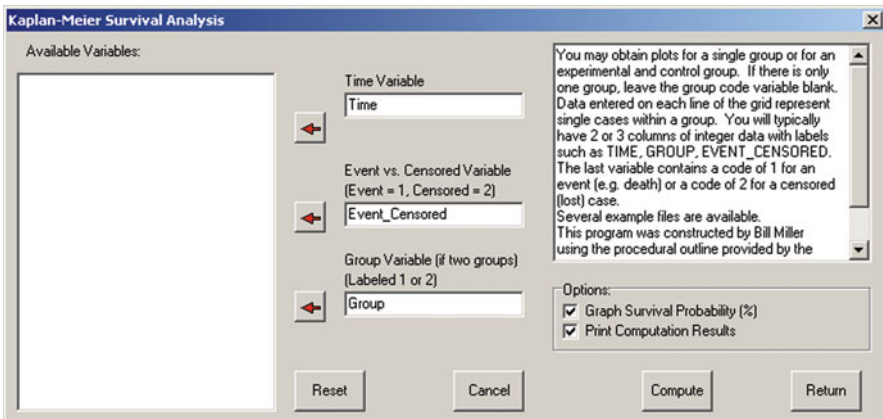 Kaplan-Meier Survival Analysis
Available Variables:
Time Variable
Time
Event vs. Censored Variable
(Event = 1, Censored = 2)
Event_Censored
Group Variable (if two groups)
(Labeled 1 or 2)
Group
You may obtain plots for a single group or for an
experimental and control group.  If there is only
one group, leave the group code variable blank.
Data entered on each line of the grid represent
single cases within a group.  You will typically
have 2 or 3 columns of integer data with labels
such as TIME, GROUP, EVENT_CENSORED.
The last variable contains a code of 1 for an
event (e.g. death) or a code of 2 for a censored
(lost) case.
Several example files are available.
This program was constructed by Bill Miller
using the procedural outline provided by the
Options:
Graph Survival Probability (%)
Print Computation Results
Reset
Cancel
Compute
Return